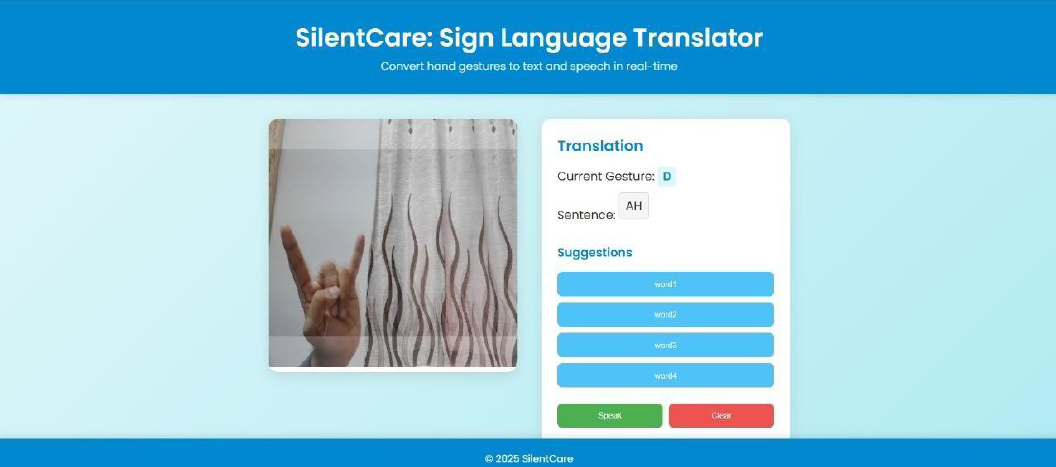 SilentCare: Sign Language Translator
Convert hand gestures to text and speech in real-time
Translation
Current Gesture: D
Sentence: AH
Suggestions
word1
word2
word3
word4
Speak Clear
© 2025 SilentCare